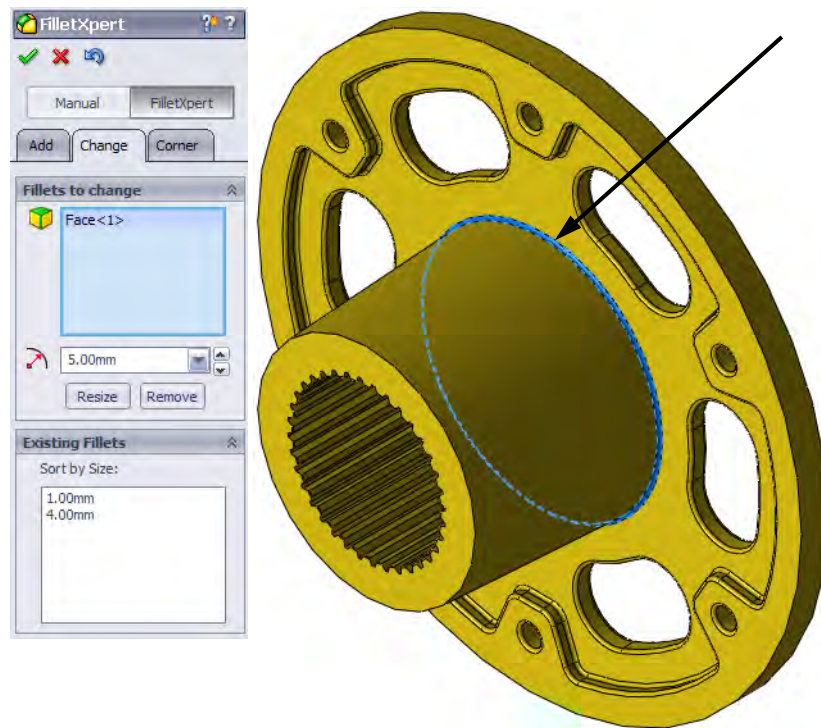 FilletXpert ? ?
Manual FilletXpert
Add Change Corner
Fillets to change
Face<1>
5.00mm
Resize Remove
Existing Fillets
Sort by Size:
1.00mm
4.00mm